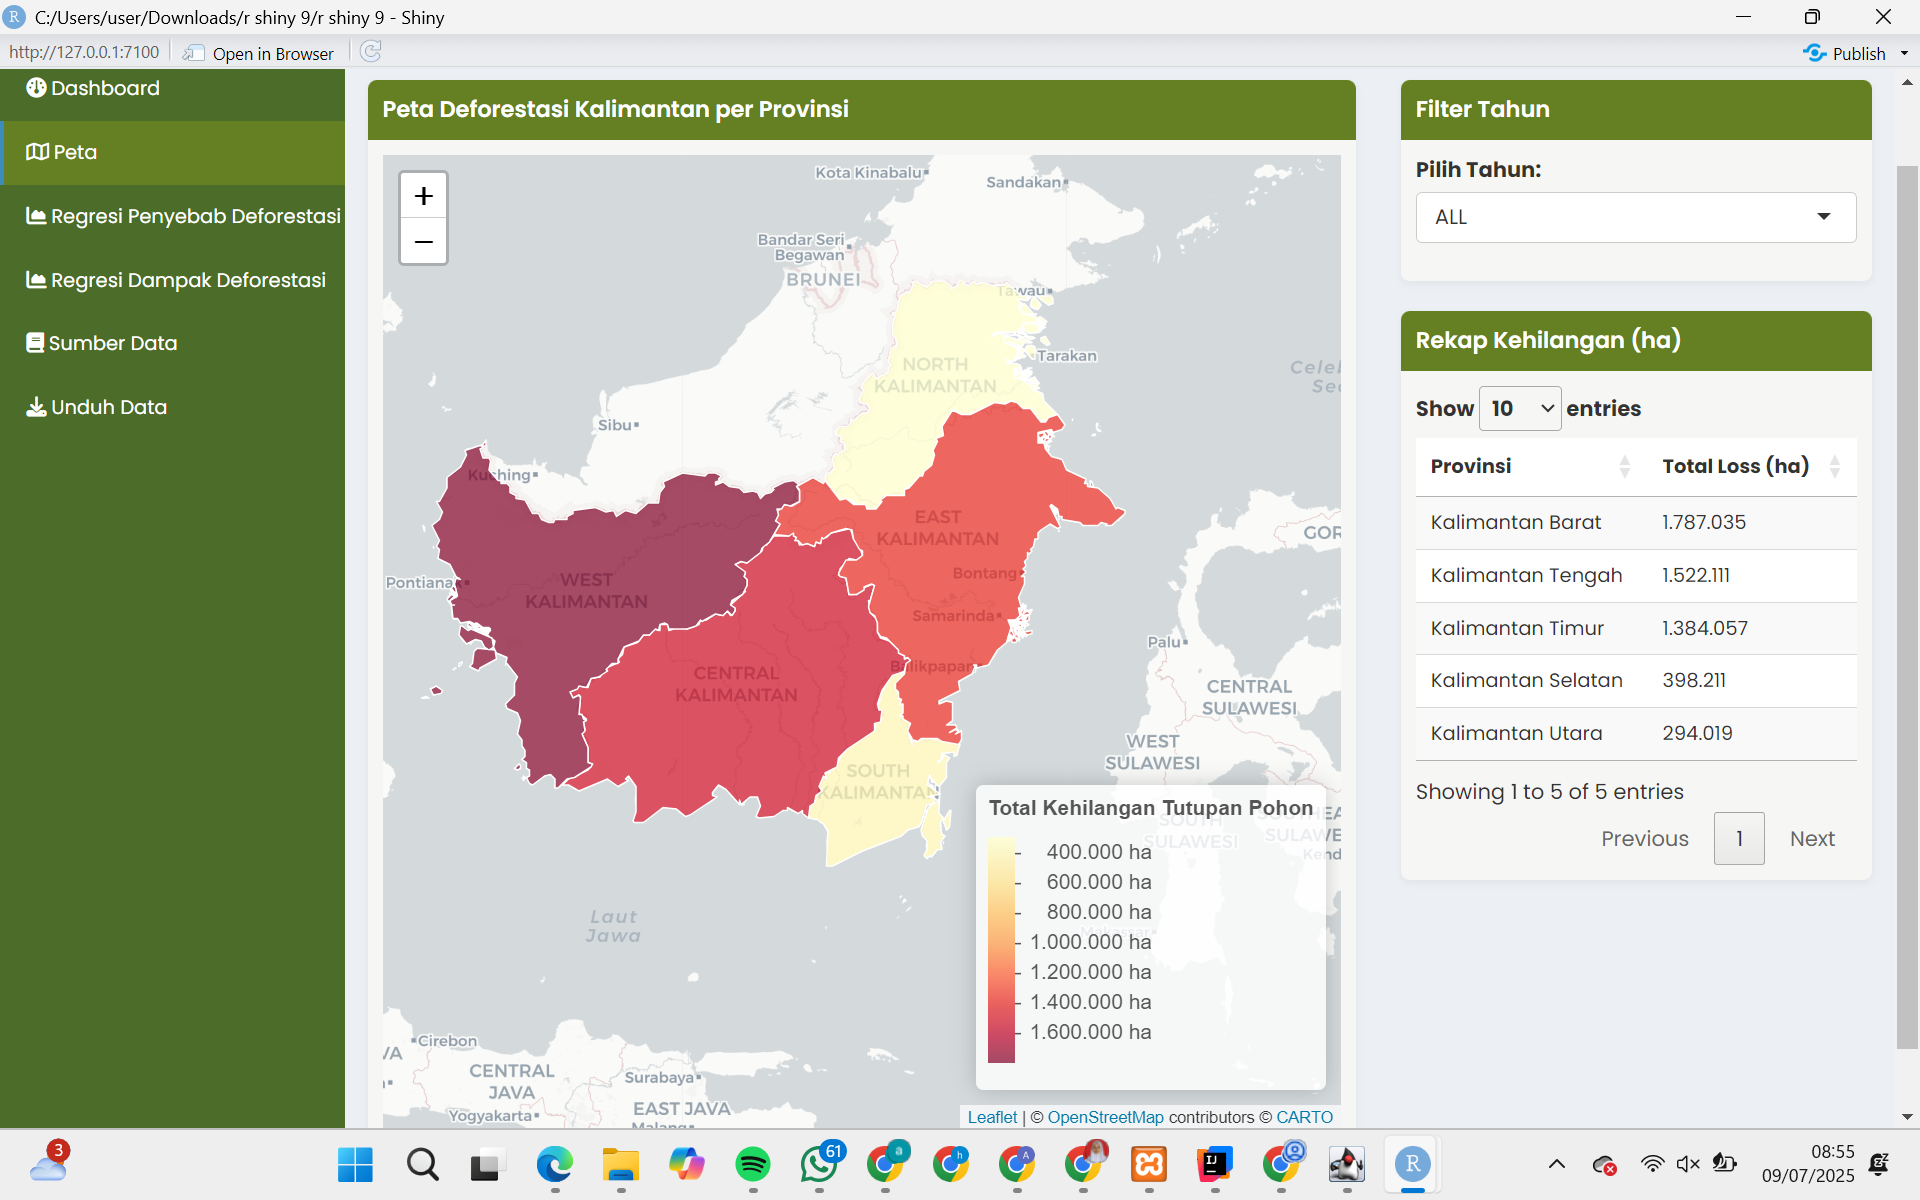 C:/Users/user/Downloads/r shiny 9/r shiny 9 - Shiny
http://127.0.0.1:7100
Open in Browser
Publish
Dashboard
Peta
Regresi Penyebab Deforestasi
Regresi Dampak Deforestasi
Sumber Data
Unduh Data
Peta Deforestasi Kalimantan per Provinsi
+
−
Kota Kinabalu
Sandakan
Bandar Seri
Begawan
BRUNEI
Tawau
Tarakan
NORTH
KALIMANTAN
Sibu
Kuching
EAST
KALIMANTAN
GOR
Bontang
Pontiana
WEST
KALIMANTAN
Samarinda
Palu
Balikpapan
CENTRAL
KALIMANTAN
CENTRAL
SULAWESI
WEST
SULAWESI
SOUTH
KALIMANTAN
SOUTH
SULAWESI
SULAWE
Kend
Makassar
Laut
Jawa
Total Kehilangan Tutupan Pohon
400.000 ha
600.000 ha
800.000 ha
1.000.000 ha
1.200.000 ha
1.400.000 ha
1.600.000 ha
Cirebon
VA
CENTRAL
JAVA
Surabaya
Yogyakarta
EAST JAVA
Malang
Leaflet | © OpenStreetMap contributors © CARTO
Filter Tahun
Pilih Tahun:
ALL
Rekap Kehilangan (ha)
Show 10 entries
Provinsi Total Loss (ha)
Kalimantan Barat 1.787.035
Kalimantan Tengah 1.522.111
Kalimantan Timur 1.384.057
Kalimantan Selatan 398.211
Kalimantan Utara 294.019
Showing 1 to 5 of 5 entries
Previous 1 Next
3
61
08:55
09/07/2025